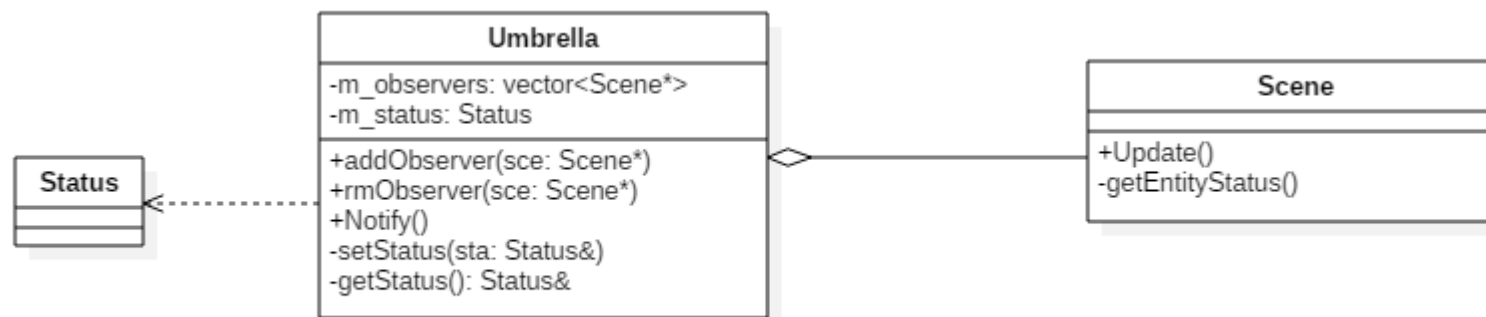 Umbrella
-m_observers: vector<Scene*>
-m_status: Status
+addObserver(sce: Scene*)
+rmObserver(sce: Scene*)
+Notify()
-setStatus(sta: Status&)
-getStatus(): Status&
Status
Scene
+Update()
-getEntityStatus()